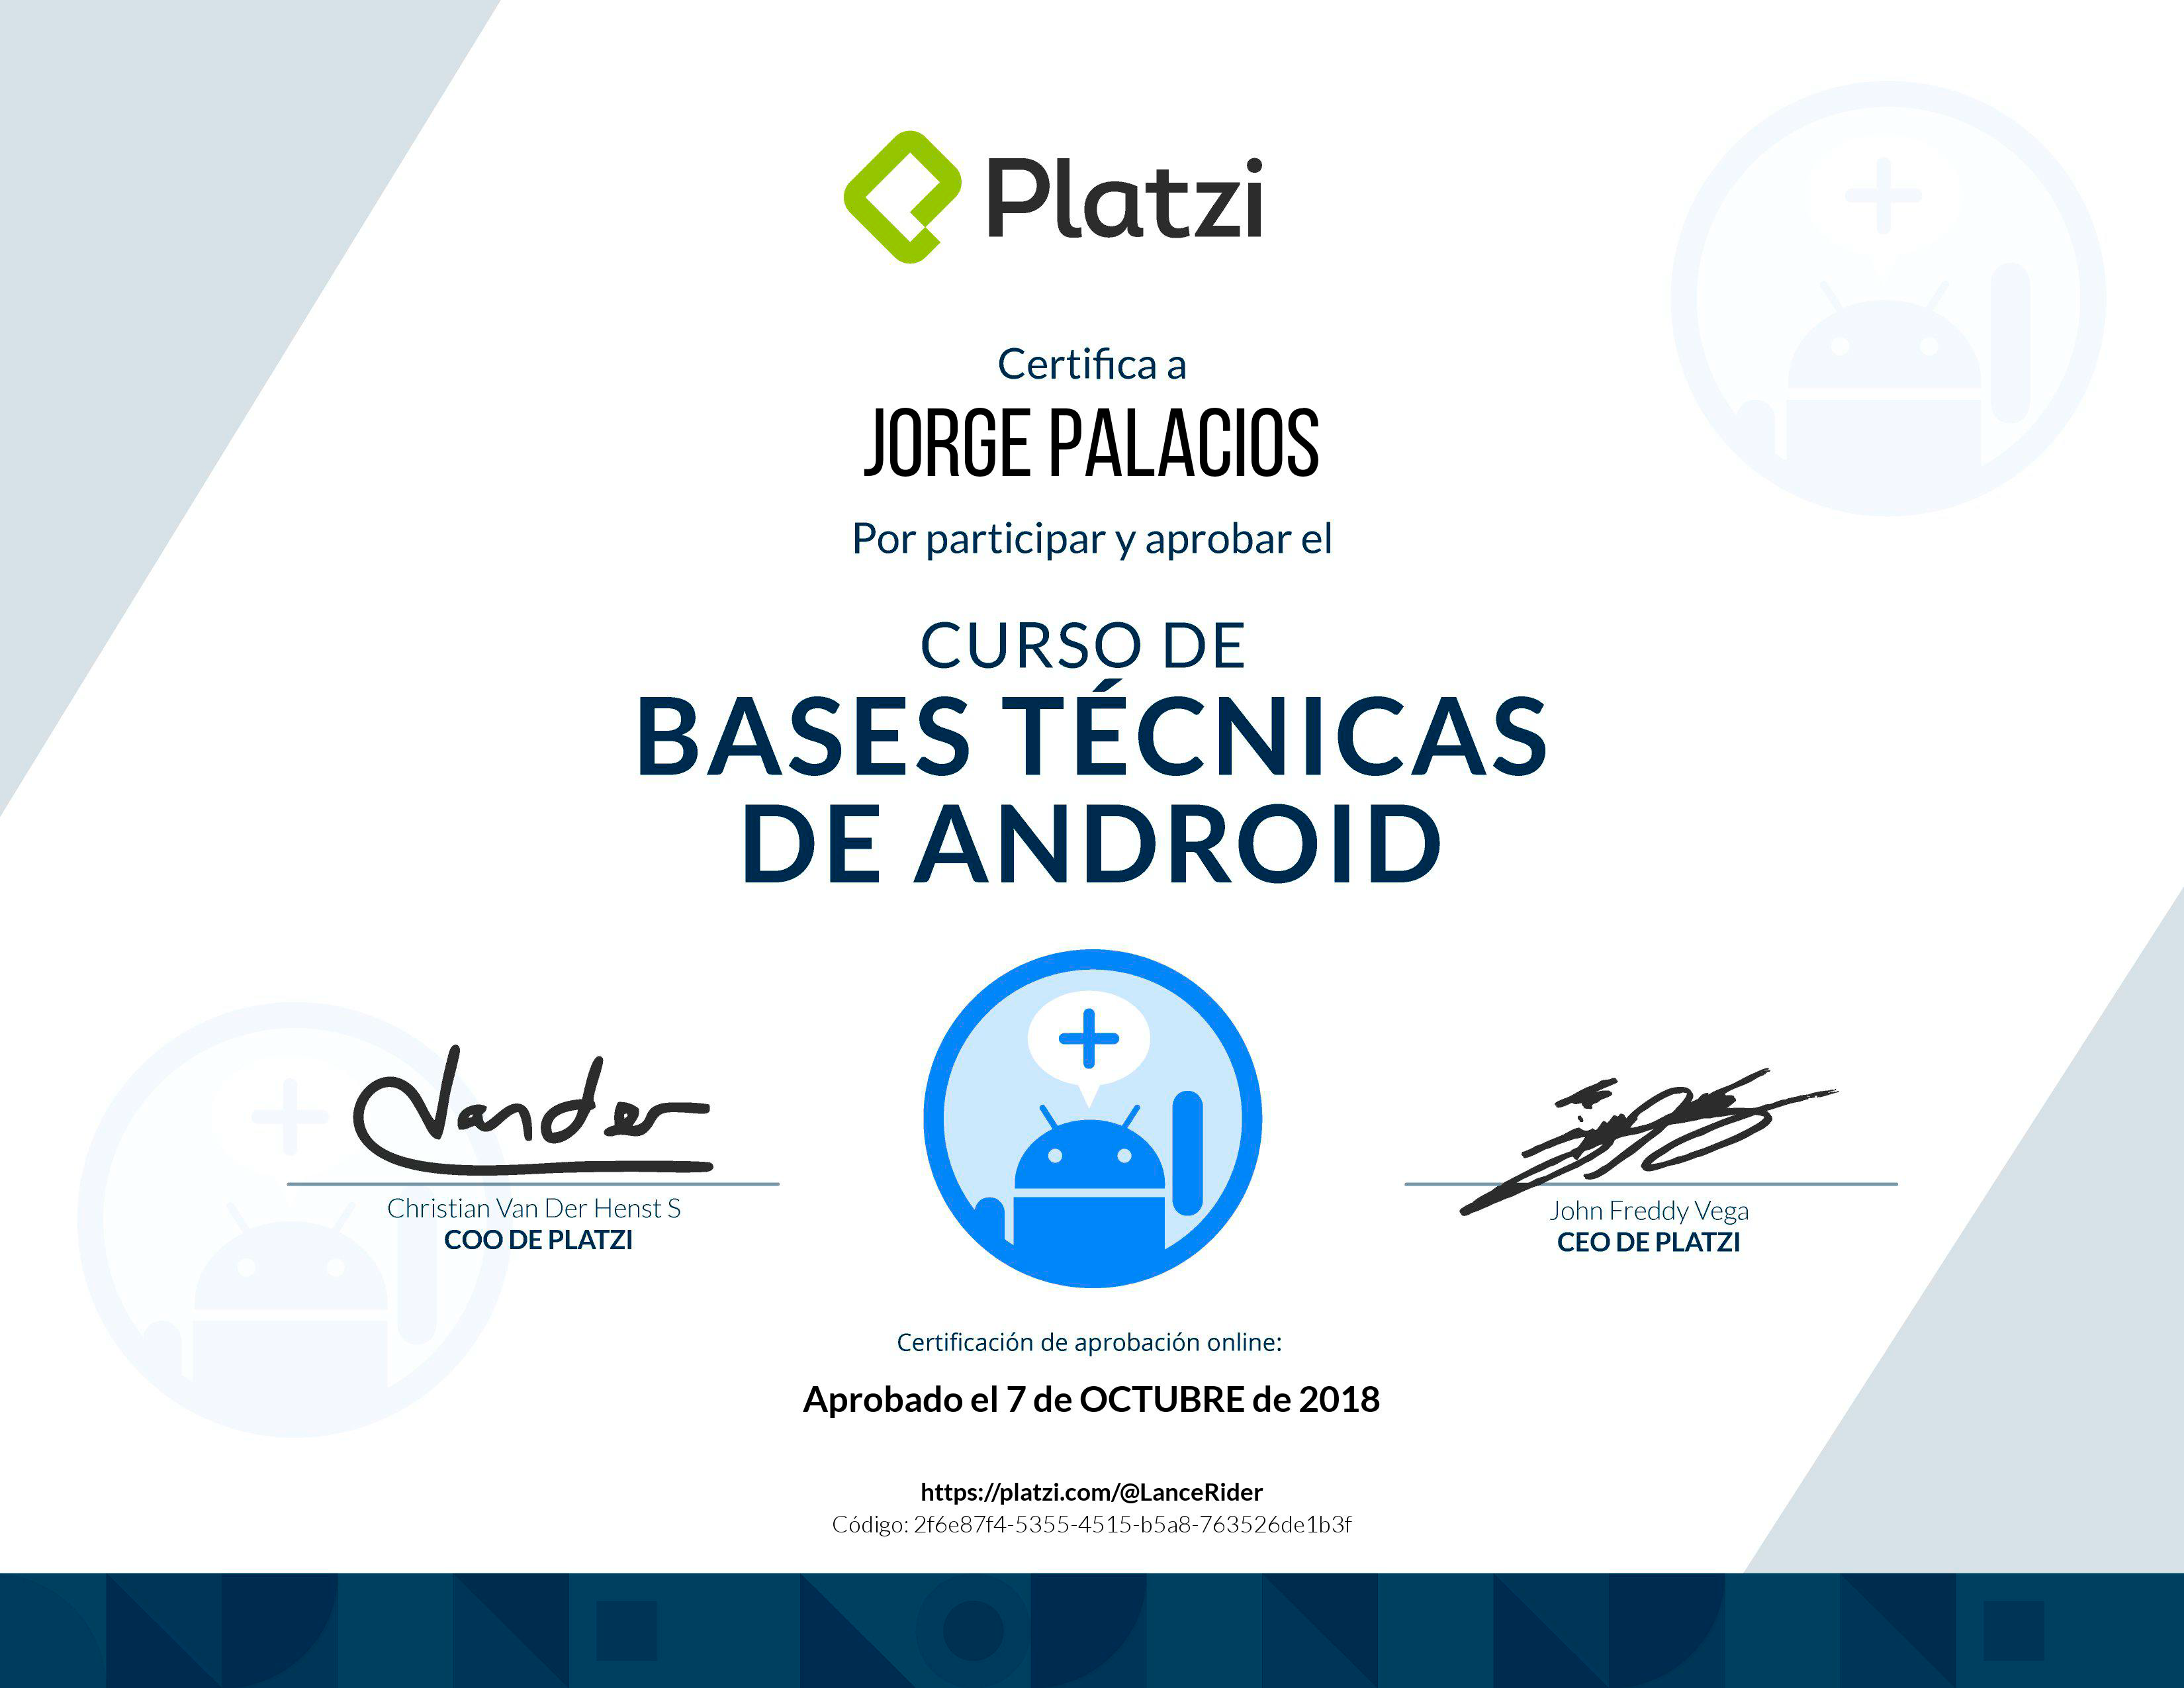 Platzi
Certifica a
JORGE PALACIOS
Por participar y aprobar el
CURSO DE
BASES TÉCNICAS
DE ANDROID
Vander
Christian Van Der Henst S
COO DE PLATZI
John Freddy Vega
CEO DE PLATZI
Certificación de aprobación online:
Aprobado el 7 de OCTUBRE de 2018
https://platzi.com/@LanceRider
Código: 2f6e87f4-5355-4515-b5a8-763526de1b3f